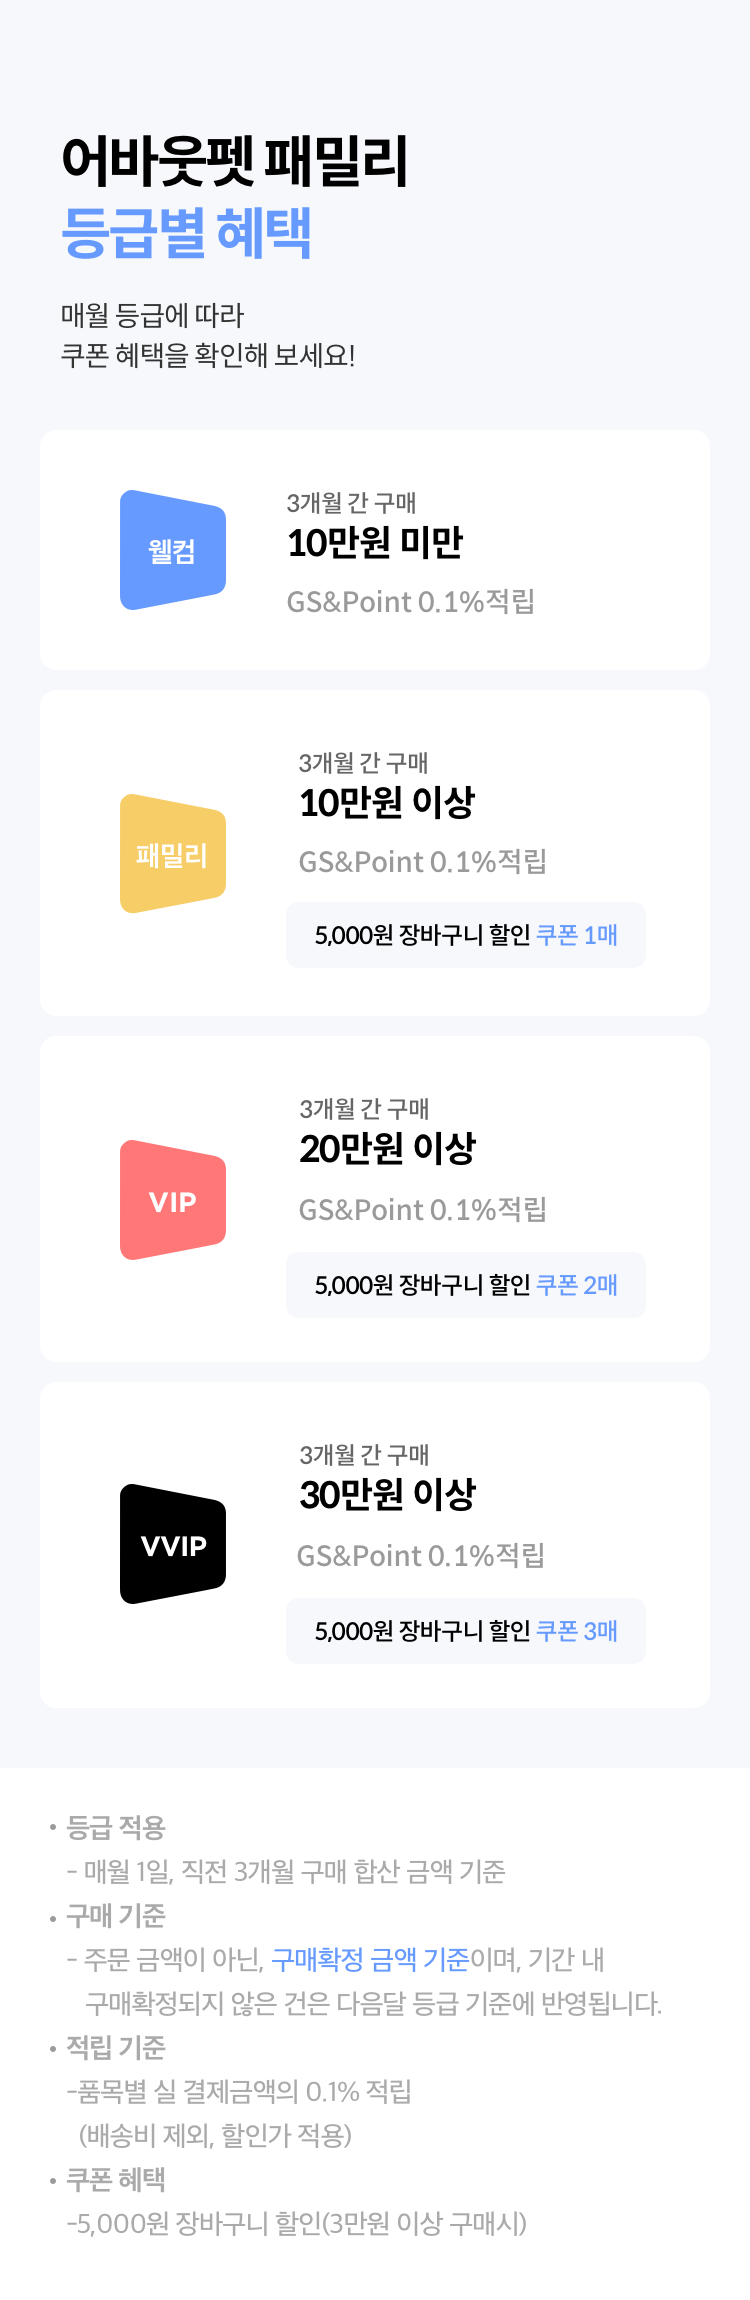 어바웃펫 패밀리
등급별 혜택
매월 등급에 따라
쿠폰 혜택을 확인해 보세요!
웰컴
3개월 간 구매
10만원 미만
GS&Point 0.1%적립
패밀리
3개월 간 구매
10만원 이상
GS&Point 0.1%적립
5,000원 장바구니 할인 쿠폰 1매
VIP
3개월 간 구매
20만원 이상
GS&Point 0.1%적립
5,000원 장바구니 할인 쿠폰 2매
VVIP
3개월 간 구매
30만원 이상
GS&Point 0.1%적립
5,000원 장바구니 할인 쿠폰 3매
• 등급 적용
- 매월 1일, 직전 3개월 구매 합산 금액 기준
• 구매 기준
- 주문 금액이 아닌, 구매확정 금액 기준이며, 기간 내
구매확정되지 않은 건은 다음달 등급 기준에 반영됩니다.
• 적립 기준
-품목별 실 결제금액의 0.1% 적립
(배송비 제외, 할인가 적용)
• 쿠폰 혜택
-5,000원 장바구니 할인(3만원 이상 구매시)